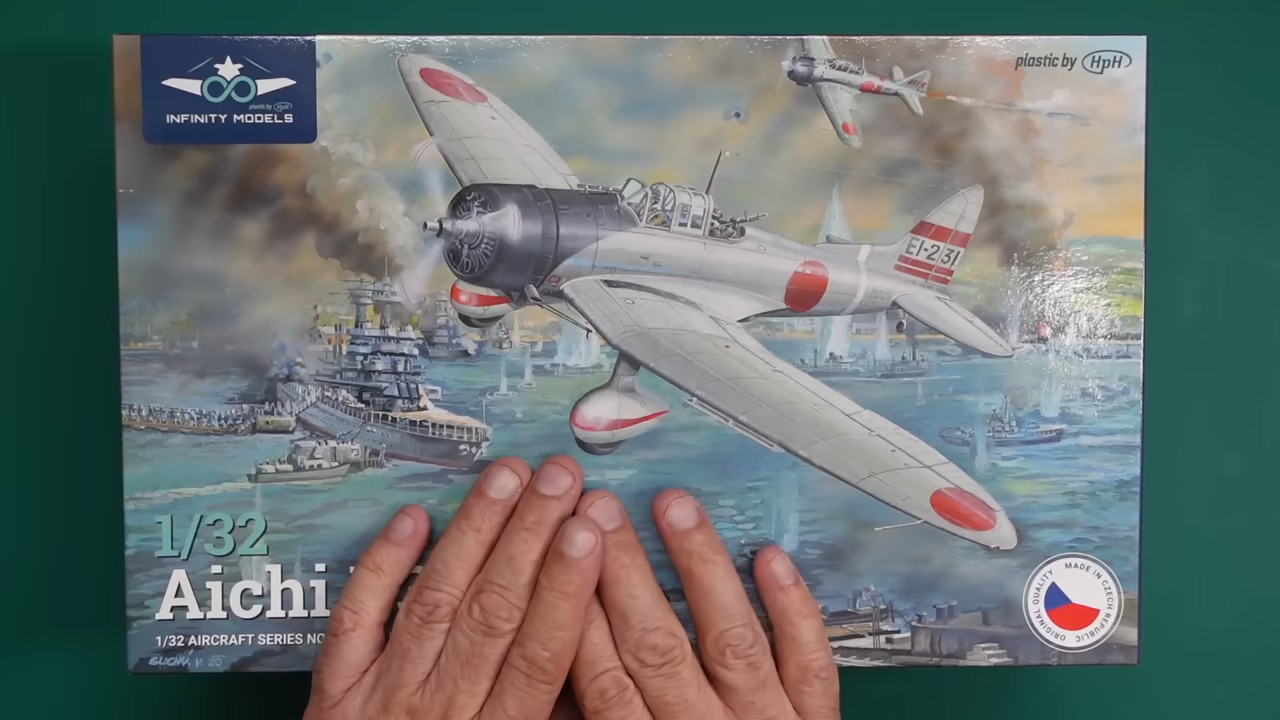 plastic by HpH
plastic by HpH
INFINITY MODELS
EI-231
1/32
Aichi
1/32 AIRCRAFT SERIES NO
ORIGINAL QUALITY MADE IN CZECH REPUBLIC